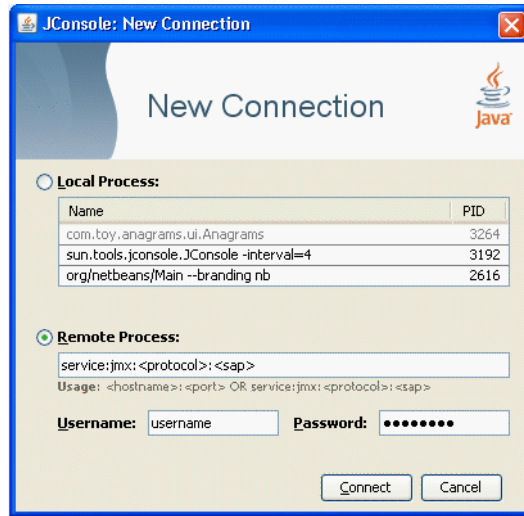 JConsole: New Connection
New Connection
Java
Local Process:
Name PID
com.toy.anagrams.ui.Anagrams 3264
sun.tools.jconsole.JConsole -interval=4 3192
org/netbeans/Main --branding nb 2616
Remote Process:
service:jmx:<protocol>:<sap>
Usage: <hostname>:<port> OR service:jmx:<protocol>:<sap>
Username: username Password: ●●●●●●●●
Connect Cancel